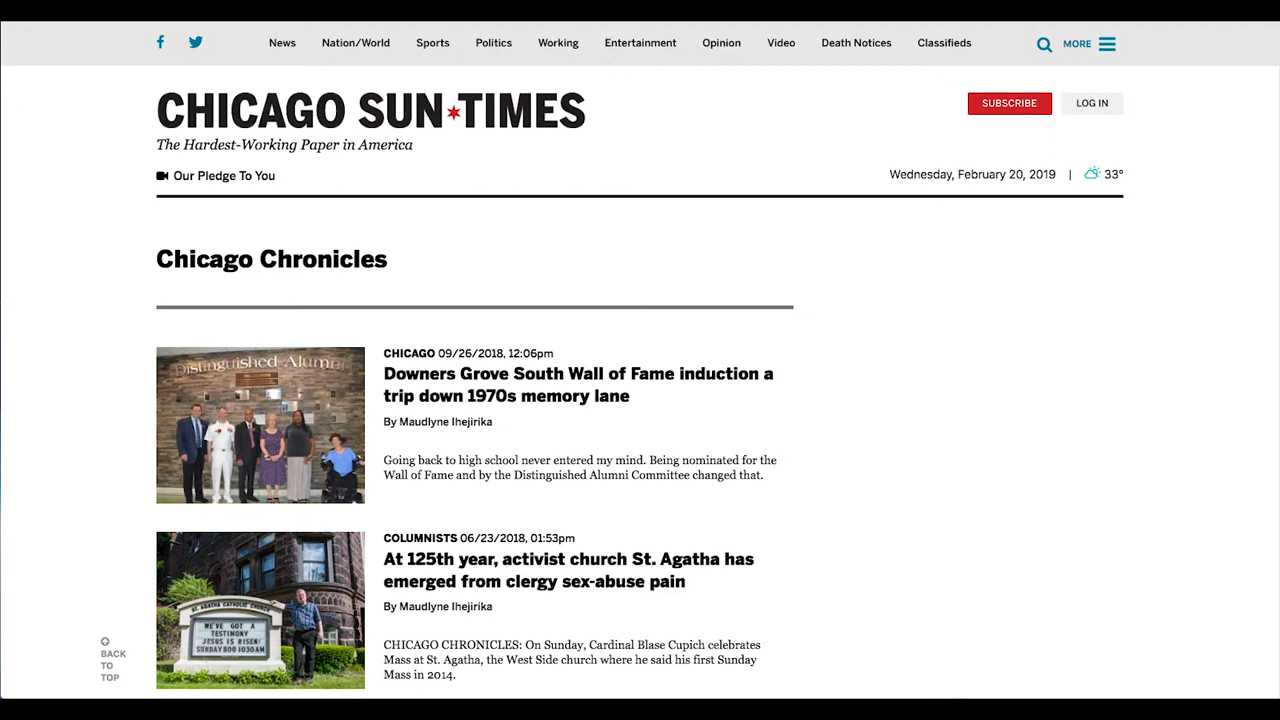 News Nation/World Sports Politics Working Entertainment Opinion Video Death Notices Classifieds MORE
CHICAGO SUN TIMES
SUBSCRIBE LOG IN
The Hardest-Working Paper in America
Our Pledge To You
Wednesday, February 20, 2019 | 33°
Chicago Chronicles
Distinguished Alumni
CHICAGO 09/26/2018, 12:06pm
Downers Grove South Wall of Fame induction a
trip down 1970s memory lane
By Maudlyne Ihejirika
Going back to high school never entered my mind. Being nominated for the
Wall of Fame and by the Distinguished Alumni Committee changed that.
ST. AGATHA CATHOLIC CHURCH
WE'VE GOT A
TESTIMONY
JESUS IS RISEN!
SUNDAY 8:00 10:30 AM
COLUMNISTS 06/23/2018, 01:53pm
At 125th year, activist church St. Agatha has
emerged from clergy sex-abuse pain
By Maudlyne Ihejirika
CHICAGO CHRONICLES: On Sunday, Cardinal Blase Cupich celebrates
Mass at St. Agatha, the West Side church where he said his first Sunday
Mass in 2014.
BACK
TO
TOP